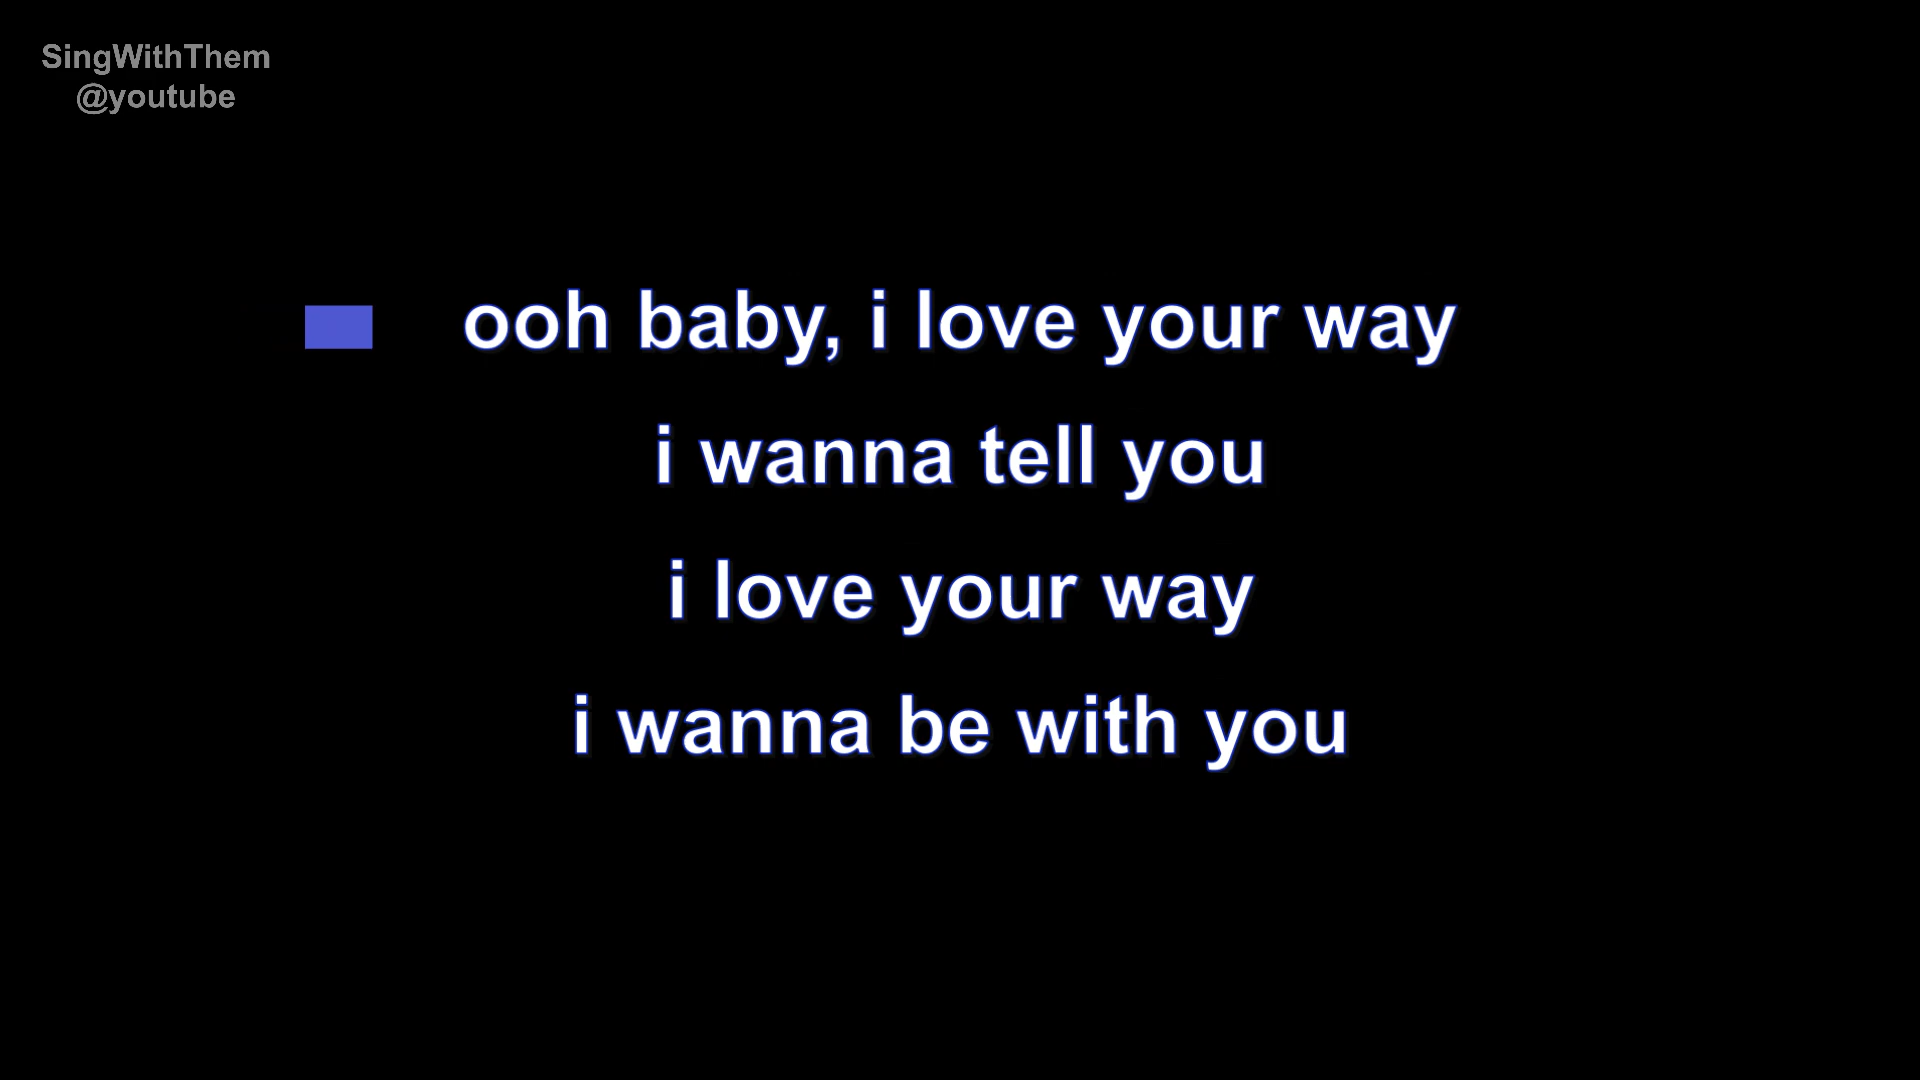 SingWithThem
@youtube
ooh baby, i love your way
i wanna tell you
i love your way
i wanna be with you